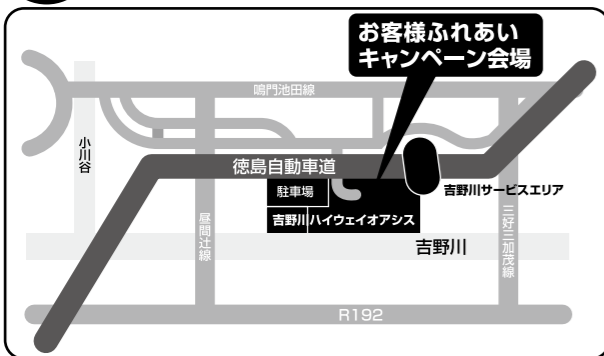 お客様ふれあい
キャンペーン会場
鳴門池田線
小川谷
徳島自動車道
駐車場
吉野川サービスエリア
吉野川ハイウェイオアシス
昼間辻線
三好三加茂線
吉野川
R192